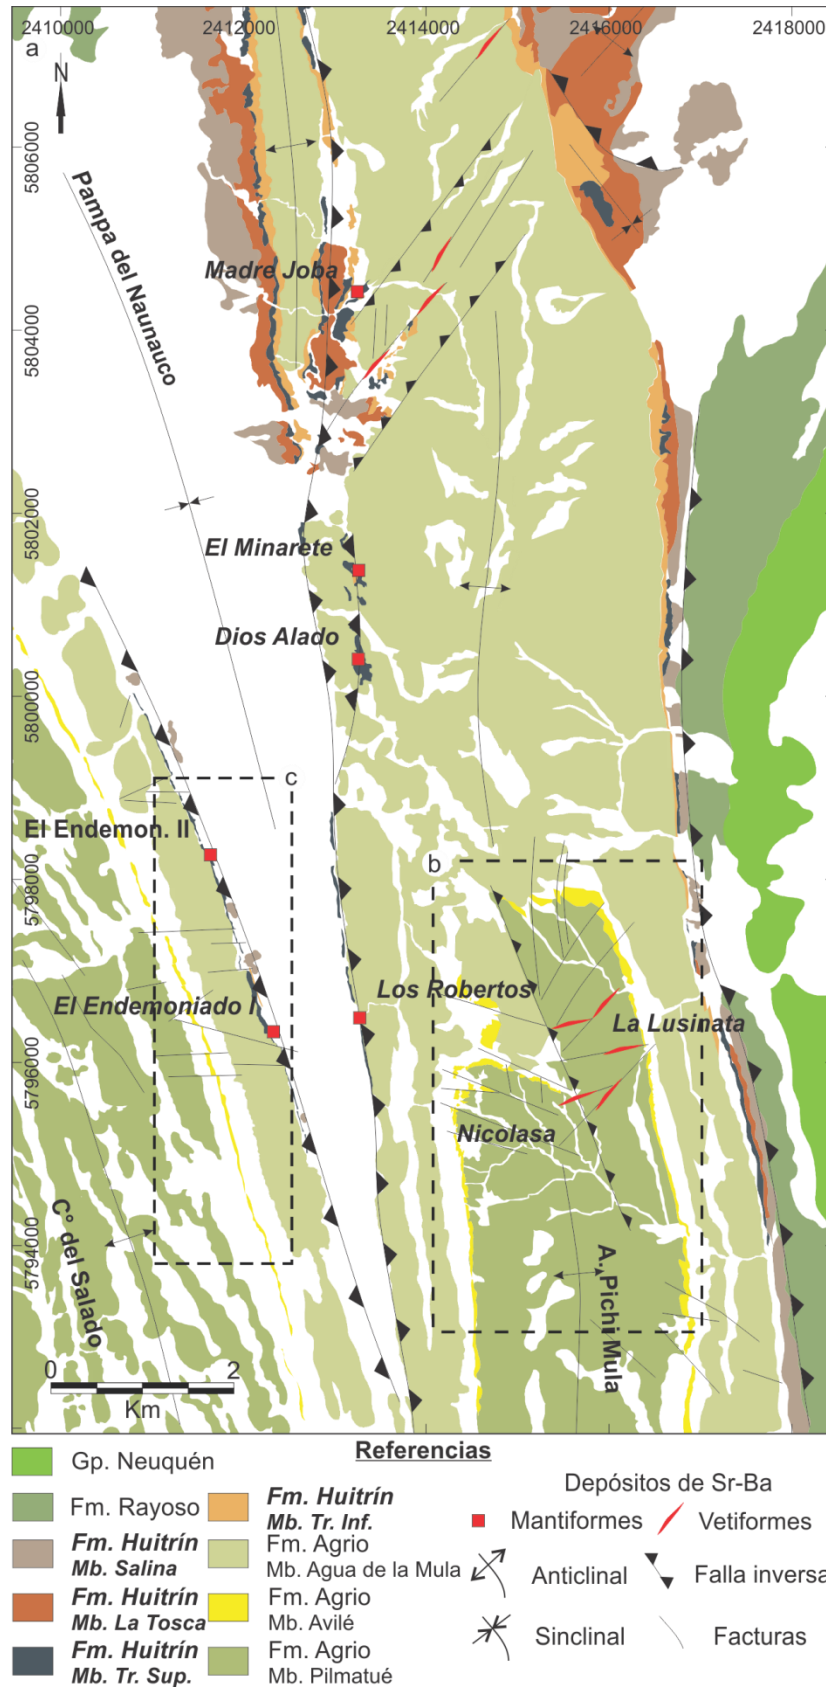 2410000 2412000 2414000 2416000 2418000
a
N
5806000
Pampa del Naunauco
Madre Joba
5804000
5802000
El Minarete
Dios Alado
5800000
c
El Endemon. II
b
5798000
Los Robertos
El Endemoniado I
La Lusinata
5796000
Nicolasa
5794000
C° del Salado
A. Pichi Mula
0 2
Km
Referencias
Gp. Neuquén
Fm. Rayoso
Fm. Huitrín
Mb. Salina
Fm. Huitrín
Mb. La Tosca
Fm. Huitrín
Mb. Tr. Sup.
Fm. Huitrín
Mb. Tr. Inf.
Fm. Agrio
Mb. Agua de la Mula
Fm. Agrio
Mb. Avilé
Fm. Agrio
Mb. Pilmatué
Depósitos de Sr-Ba
Mantiformes Vetiformes
Anticlinal Falla inversa
Sinclinal Facturas